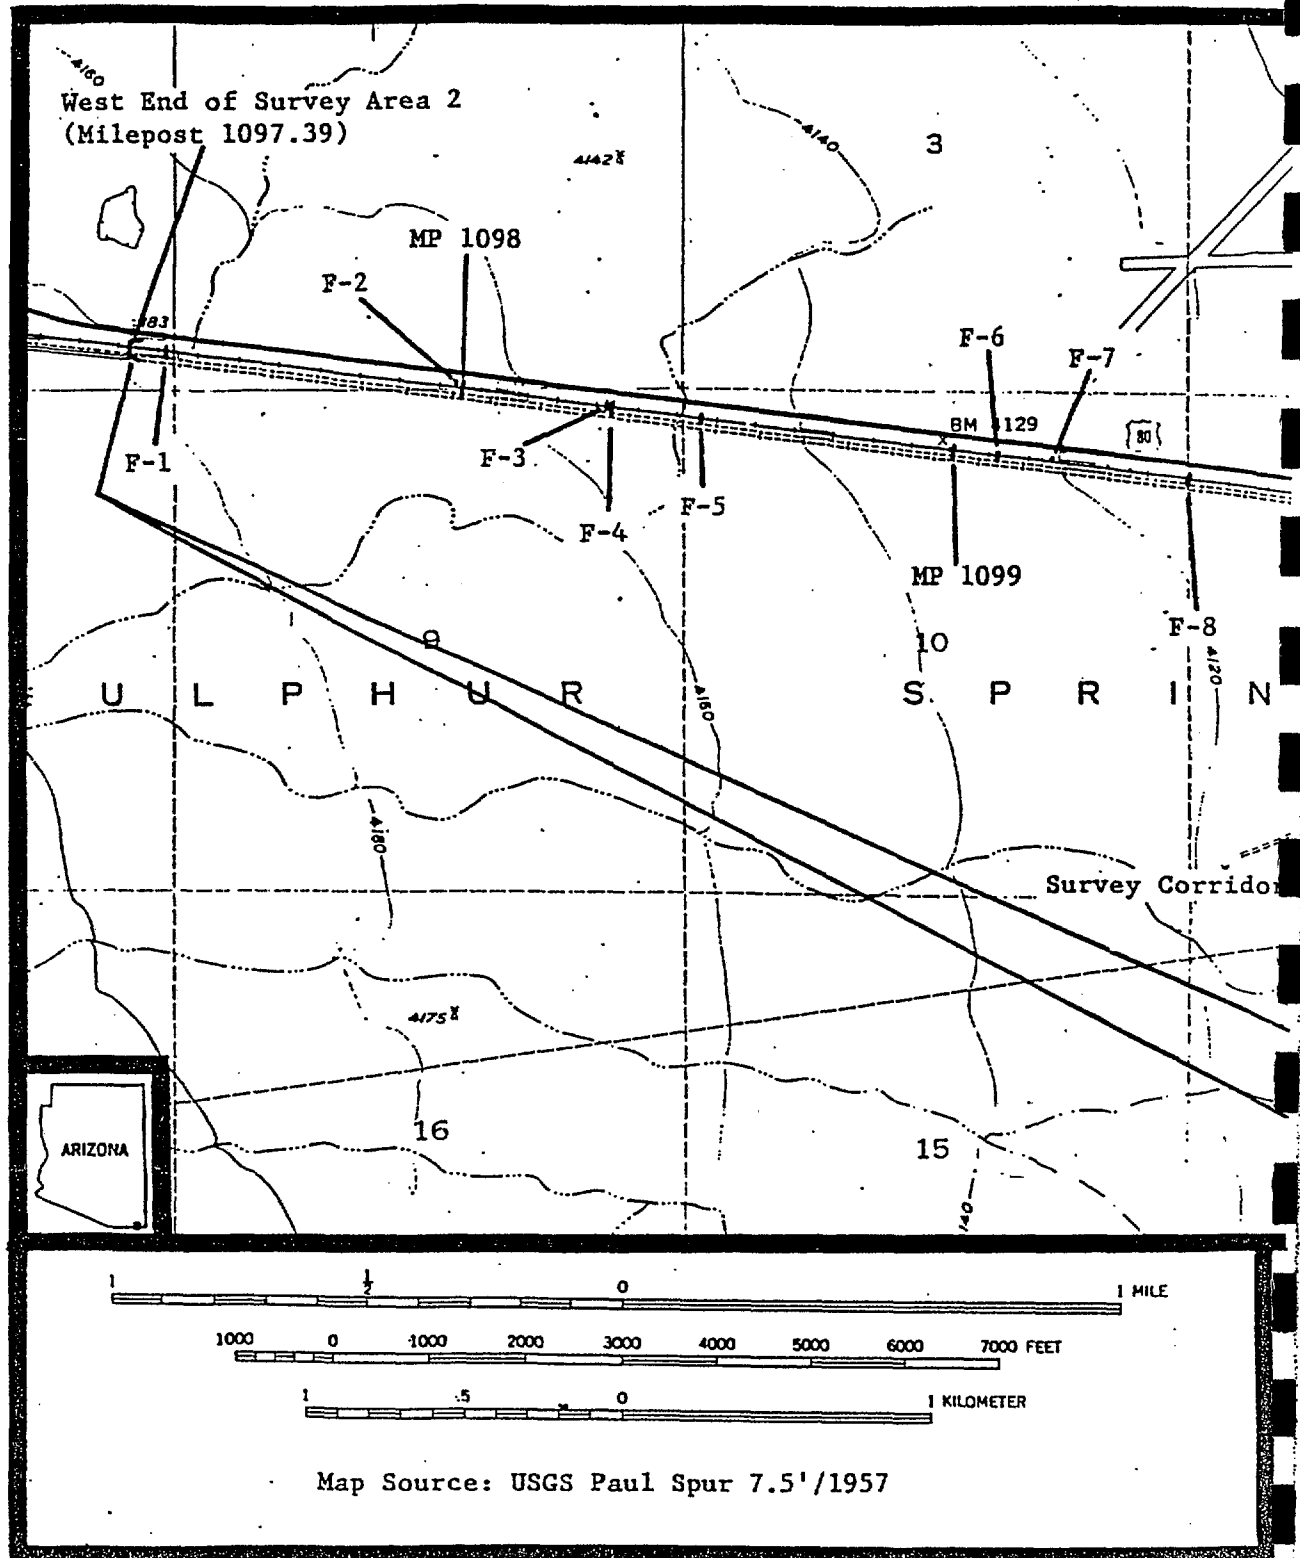 4160
West End of Survey Area 2
(Milepost 1097.39)
4142
4140
3
MP 1098
F-2
F-6
F-7
BM 4129
80
F-1
F-3
F-4
F-5
MP 1099
F-8
9
10
4120
U L P H U R S P R I N
4160
4180
Survey Corridor
4175
ARIZONA
16
15
140
1 ½ 0 1 MILE
1000 0 1000 2000 3000 4000 5000 6000 7000 FEET
1 .5 0 1 KILOMETER
Map Source: USGS Paul Spur 7.5'/1957